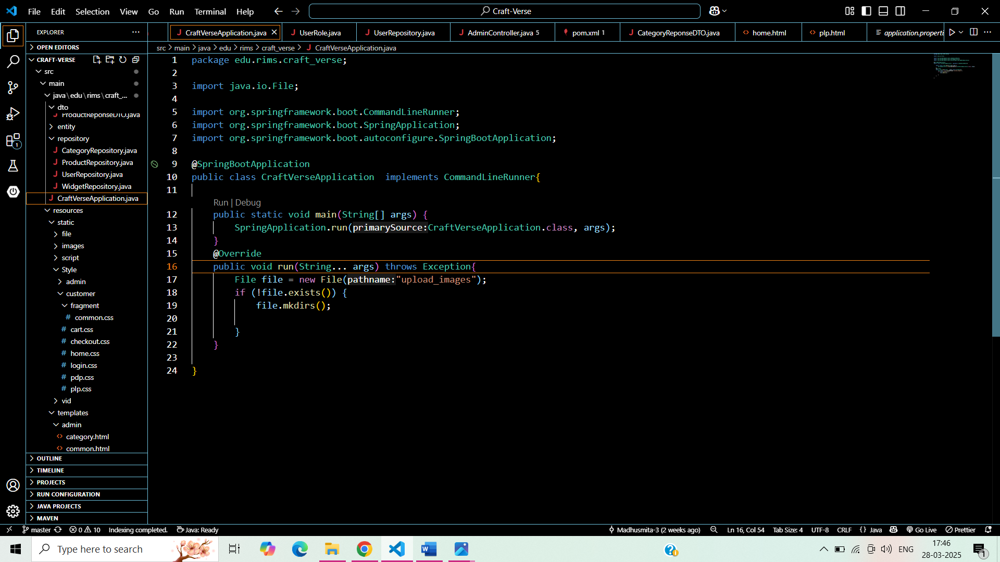 File Edit Selection View Go Run Terminal Help
Craft-Verse
EXPLORER
CraftVerseApplication.java
UserRole.java
UserRepository.java
AdminController.java 5
pom.xml 1
CategoryReponseDTO.java
home.html
plp.html
application.properti
OPEN EDITORS
src > main > java > edu > rims > craft_verse > CraftVerseApplication.java
CRAFT-VERSE
src
main
java\edu\rims\craft_...
dto
ProductReponseDTO.java
entity
repository
CategoryRepository.java
ProductRepository.java
UserRepository.java
WidgetRepository.java
CraftVerseApplication.java
resources
static
file
images
script
Style
admin
customer
fragment
# common.css
# cart.css
# checkout.css
# home.css
# login.css
# pdp.css
# plp.css
vid
templates
admin
category.html
common.html
OUTLINE
TIMELINE
PROJECTS
RUN CONFIGURATION
JAVA PROJECTS
MAVEN
1 package edu.rims.craft_verse;
2
3 import java.io.File;
4
5 import org.springframework.boot.CommandLineRunner;
6 import org.springframework.boot.SpringApplication;
7 import org.springframework.boot.autoconfigure.SpringBootApplication;
8
9 @SpringBootApplication
10 public class CraftVerseApplication  implements CommandLineRunner{
11
Run | Debug
12 public static void main(String[] args) {
13 SpringApplication.run(primarySource:CraftVerseApplication.class, args);
14 }
15 @Override
16 public void run(String... args) throws Exception{
17 File file = new File(pathname:"upload_images");
18 if (!file.exists()) {
19 file.mkdirs();
20
21 }
22 }
23
24 }
1
master 0 10 Indexing completed. Java: Ready
Madhusmita-3 (2 weeks ago) Ln 16, Col 54 Tab Size: 4 UTF-8 CRLF {} Java Go Live Prettier
Type here to search
ENG
17:46
28-03-2025
1